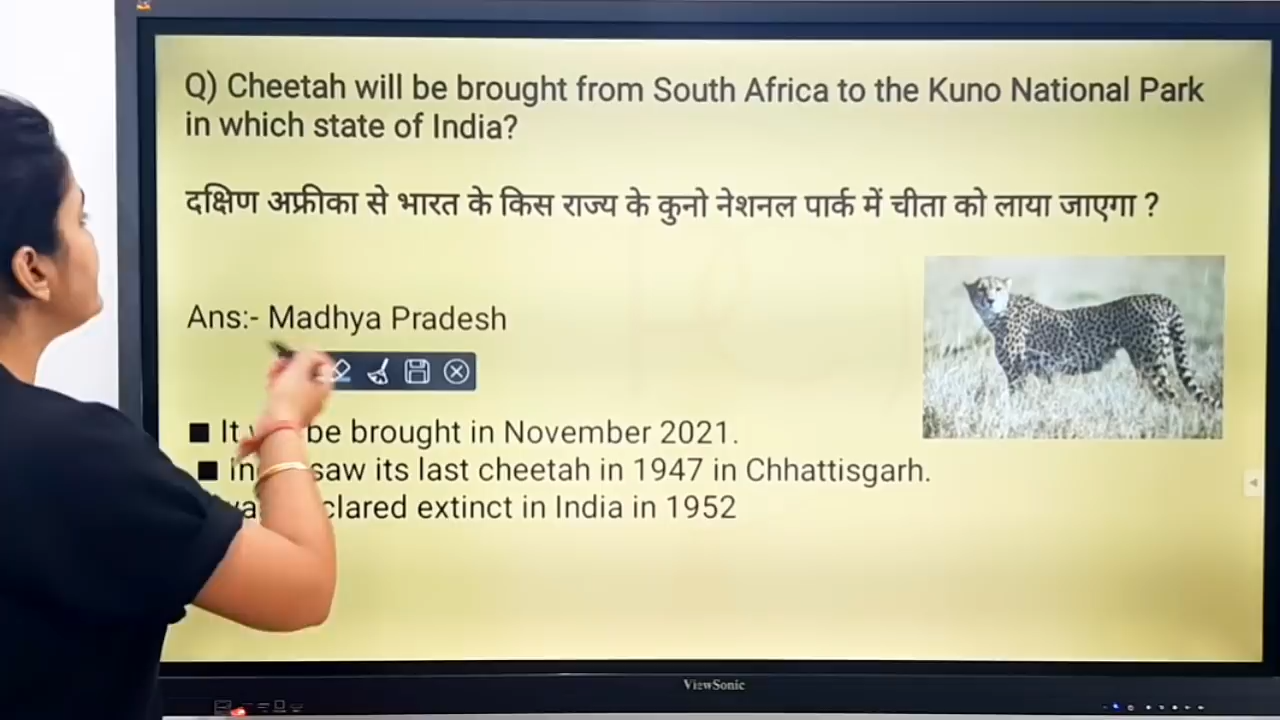 Q) Cheetah will be brought from South Africa to the Kuno National Park
in which state of India?
दक्षिण अफ्रीका से भारत के किस राज्य के कुनो नेशनल पार्क में चीता को लाया जाएगा ?
Ans:- Madhya Pradesh
■ It be brought in November 2021.
■ saw its last cheetah in 1947 in Chhattisgarh.
extinct in India in 1952
ViewSonic